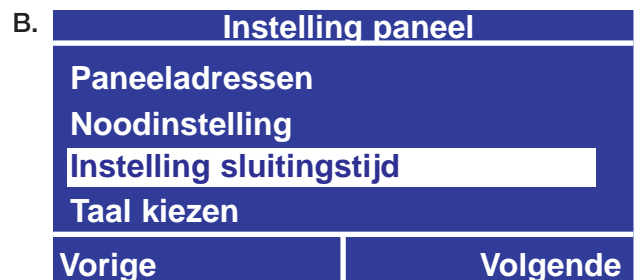 B.
Instelling paneel
Paneeladressen
Noodinstelling
Instelling sluitingstijd
Taal kiezen
Vorige Volgende